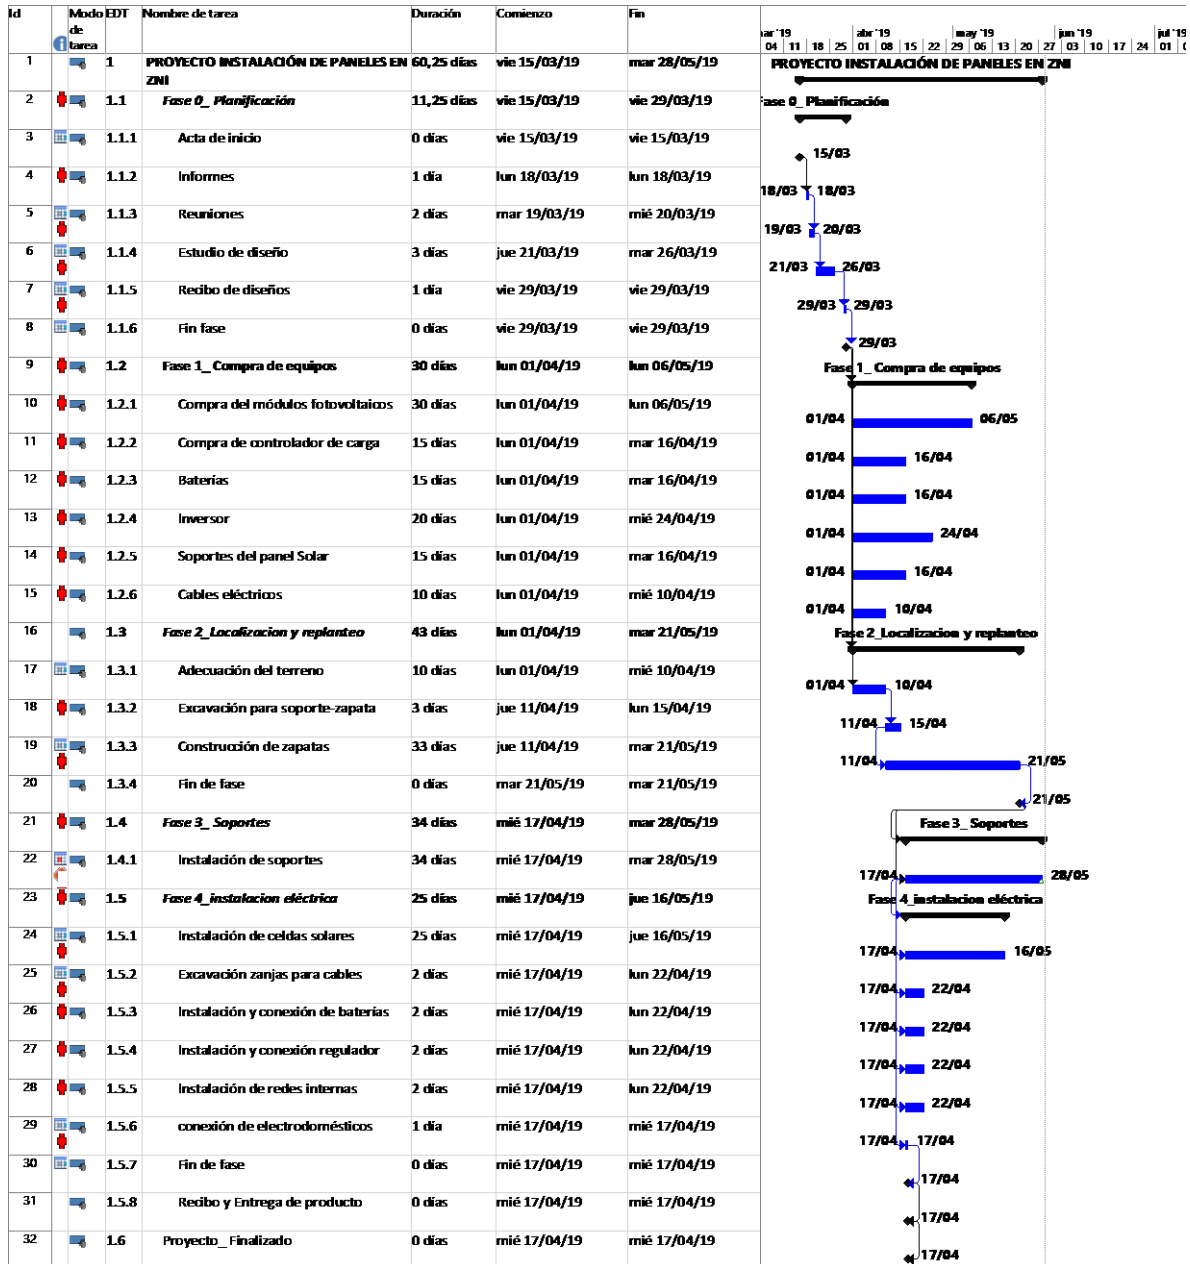 Id Modo de tarea EDT Nombre de tarea Duración Comienzo Fin
mar '19 abr '19 may '19 jun '19 jul '19
04 11 18 25 01 08 15 22 29 06 13 20 27 03 10 17 24 01
1 1 PROYECTO INSTALACIÓN DE PANELES EN ZNI 60,25 días vie 15/03/19 mar 28/05/19 PROYECTO INSTALACIÓN DE PANELES EN ZNI
2 1.1 Fase 0_ Planificación 11,25 días vie 15/03/19 vie 29/03/19 Fase 0_ Planificación
3 1.1.1 Acta de inicio 0 días vie 15/03/19 vie 15/03/19 15/03
4 1.1.2 Informes 1 día lun 18/03/19 lun 18/03/19 18/03 18/03
5 1.1.3 Reuniones 2 días mar 19/03/19 mié 20/03/19 19/03 20/03
6 1.1.4 Estudio de diseño 3 días jue 21/03/19 mar 26/03/19 21/03 26/03
7 1.1.5 Recibo de diseños 1 día vie 29/03/19 vie 29/03/19 29/03 29/03
8 1.1.6 Fin fase 0 días vie 29/03/19 vie 29/03/19 29/03
9 1.2 Fase 1_ Compra de equipos 30 días lun 01/04/19 lun 06/05/19 Fase 1_ Compra de equipos
10 1.2.1 Compra del módulos fotovoltaicos 30 días lun 01/04/19 lun 06/05/19 01/04 06/05
11 1.2.2 Compra de controlador de carga 15 días lun 01/04/19 mar 16/04/19 01/04 16/04
12 1.2.3 Baterías 15 días lun 01/04/19 mar 16/04/19 01/04 16/04
13 1.2.4 Inversor 20 días lun 01/04/19 mié 24/04/19 01/04 24/04
14 1.2.5 Soportes del panel Solar 15 días lun 01/04/19 mar 16/04/19 01/04 16/04
15 1.2.6 Cables eléctricos 10 días lun 01/04/19 mié 10/04/19 01/04 10/04
16 1.3 Fase 2_Localizacion y replanteo 43 días lun 01/04/19 mar 21/05/19 Fase 2_Localizacion y replanteo
17 1.3.1 Adecuación del terreno 10 días lun 01/04/19 mié 10/04/19 01/04 10/04
18 1.3.2 Excavación para soporte-zapata 3 días jue 11/04/19 lun 15/04/19 11/04 15/04
19 1.3.3 Construcción de zapatas 33 días jue 11/04/19 mar 21/05/19 11/04 21/05
20 1.3.4 Fin de fase 0 días mar 21/05/19 mar 21/05/19 21/05
21 1.4 Fase 3_ Soportes 34 días mié 17/04/19 mar 28/05/19 Fase 3_ Soportes
22 1.4.1 Instalación de soportes 34 días mié 17/04/19 mar 28/05/19 17/04 28/05
23 1.5 Fase 4_instalacion eléctrica 25 días mié 17/04/19 jue 16/05/19 Fase 4_instalacion eléctrica
24 1.5.1 Instalación de celdas solares 25 días mié 17/04/19 jue 16/05/19 17/04 16/05
25 1.5.2 Excavación zanjas para cables 2 días mié 17/04/19 lun 22/04/19 17/04 22/04
26 1.5.3 Instalación y conexión de baterías 2 días mié 17/04/19 lun 22/04/19 17/04 22/04
27 1.5.4 Instalación y conexión regulador 2 días mié 17/04/19 lun 22/04/19 17/04 22/04
28 1.5.5 Instalación de redes internas 2 días mié 17/04/19 lun 22/04/19 17/04 22/04
29 1.5.6 conexión de electrodomésticos 1 día mié 17/04/19 mié 17/04/19 17/04 17/04
30 1.5.7 Fin de fase 0 días mié 17/04/19 mié 17/04/19 17/04
31 1.5.8 Recibo y Entrega de producto 0 días mié 17/04/19 mié 17/04/19 17/04
32 1.6 Proyecto_ Finalizado 0 días mié 17/04/19 mié 17/04/19 17/04